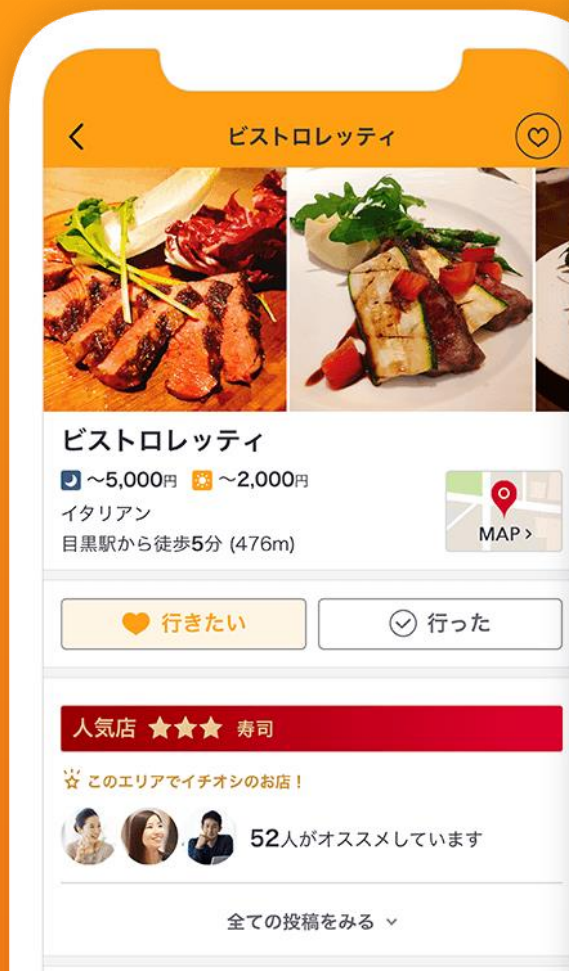 ビストロレッティ
ビストロレッティ
〜5,000円 〜2,000円
イタリアン
目黒駅から徒歩5分 (476m)
MAP >
行きたい
行った
人気店 ★★★ 寿司
このエリアでイチオシのお店！
52人がオススメしています
全ての投稿をみる